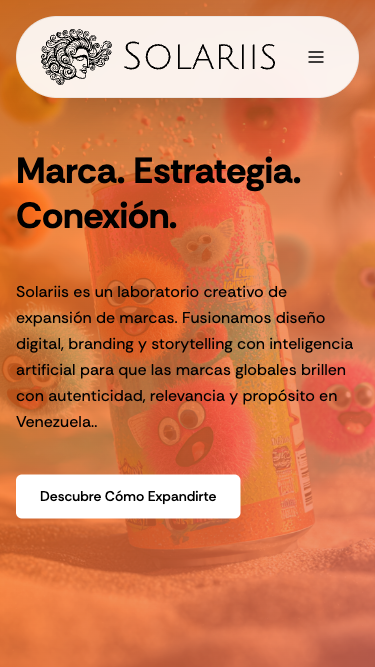 SOLARIIS
Marca. Estrategia.
Conexión.
Solariis es un laboratorio creativo de
expansión de marcas. Fusionamos diseño
digital, branding y storytelling con inteligencia
artificial para que las marcas globales brillen
con autenticidad, relevancia y propósito en
Venezuela..
Descubre Cómo Expandirte